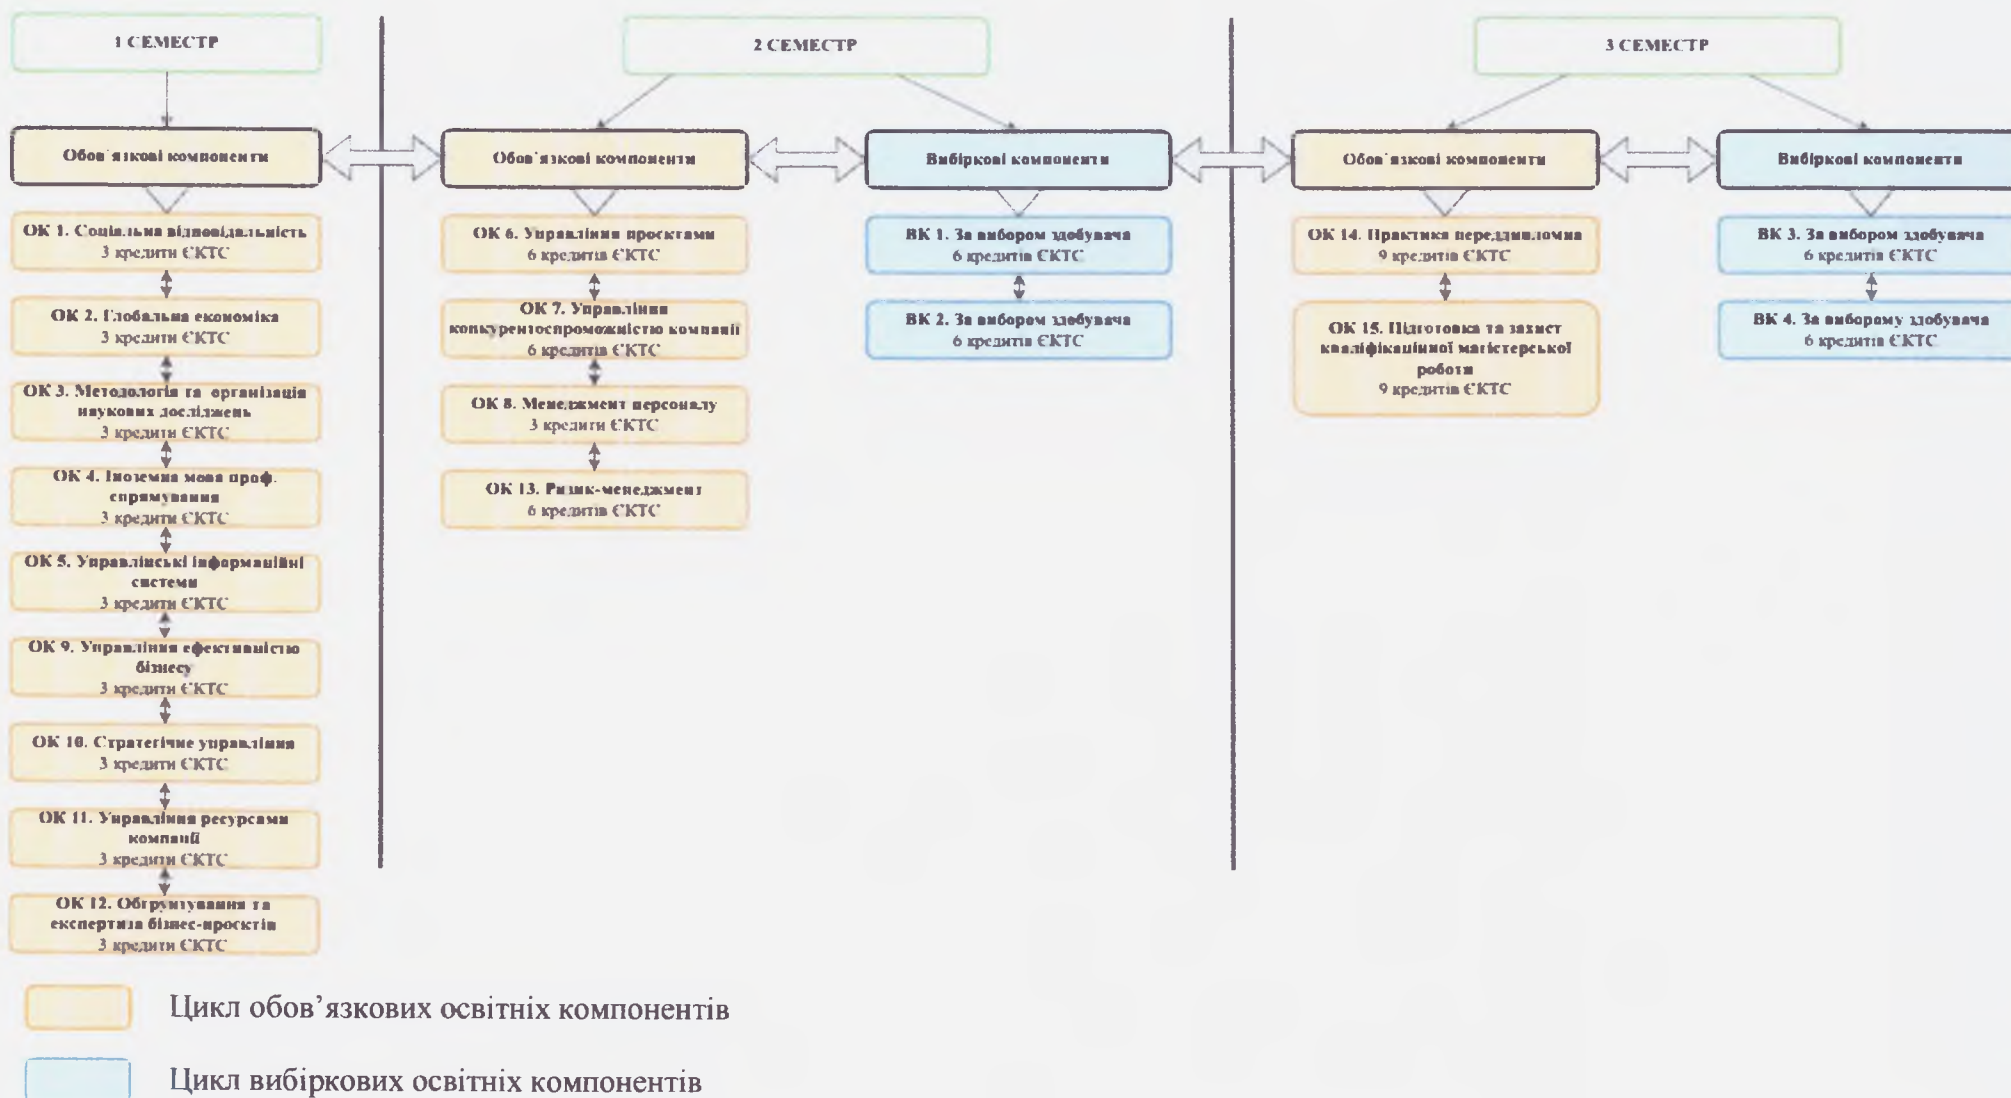 1 СЕМЕСТР
Обов'язкові компоненти
ОК 1. Соціальна відповідальність
3 кредити ЄКТС
ОК 2. Глобальна економіка
3 кредити ЄКТС
ОК 3. Методологія та організація
наукових досліджень
3 кредити ЄКТС
ОК 4. Іноземна мова проф.
спрямування
3 кредити ЄКТС
ОК 5. Управлінські інформаційні
системи
3 кредити ЄКТС
ОК 9. Управління ефективністю
бізнесу
3 кредити ЄКТС
ОК 10. Стратегічне управління
3 кредити ЄКТС
ОК 11. Управління ресурсами
компанії
3 кредити ЄКТС
ОК 12. Обґрунтування та
експертиза бізнес-проєктів
3 кредити ЄКТС
2 СЕМЕСТР
Обов'язкові компоненти
ОК 6. Управління проєктами
6 кредитів ЄКТС
ОК 7. Управління
конкурентоспроможністю компанії
6 кредитів ЄКТС
ОК 8. Менеджмент персоналу
3 кредити ЄКТС
ОК 13. Ризик-менеджмент
6 кредитів ЄКТС
Вибіркові компоненти
ВК 1. За вибором здобувача
6 кредитів ЄКТС
ВК 2. За вибором здобувача
6 кредитів ЄКТС
3 СЕМЕСТР
Обов'язкові компоненти
ОК 14. Практика переддипломна
9 кредитів ЄКТС
ОК 15. Підготовка та захист
кваліфікаційної магістерської
роботи
9 кредитів ЄКТС
Вибіркові компоненти
ВК 3. За вибором здобувача
6 кредитів ЄКТС
ВК 4. За виборому здобувача
6 кредитів ЄКТС
Цикл обов’язкових освітніх компонентів
Цикл вибіркових освітніх компонентів